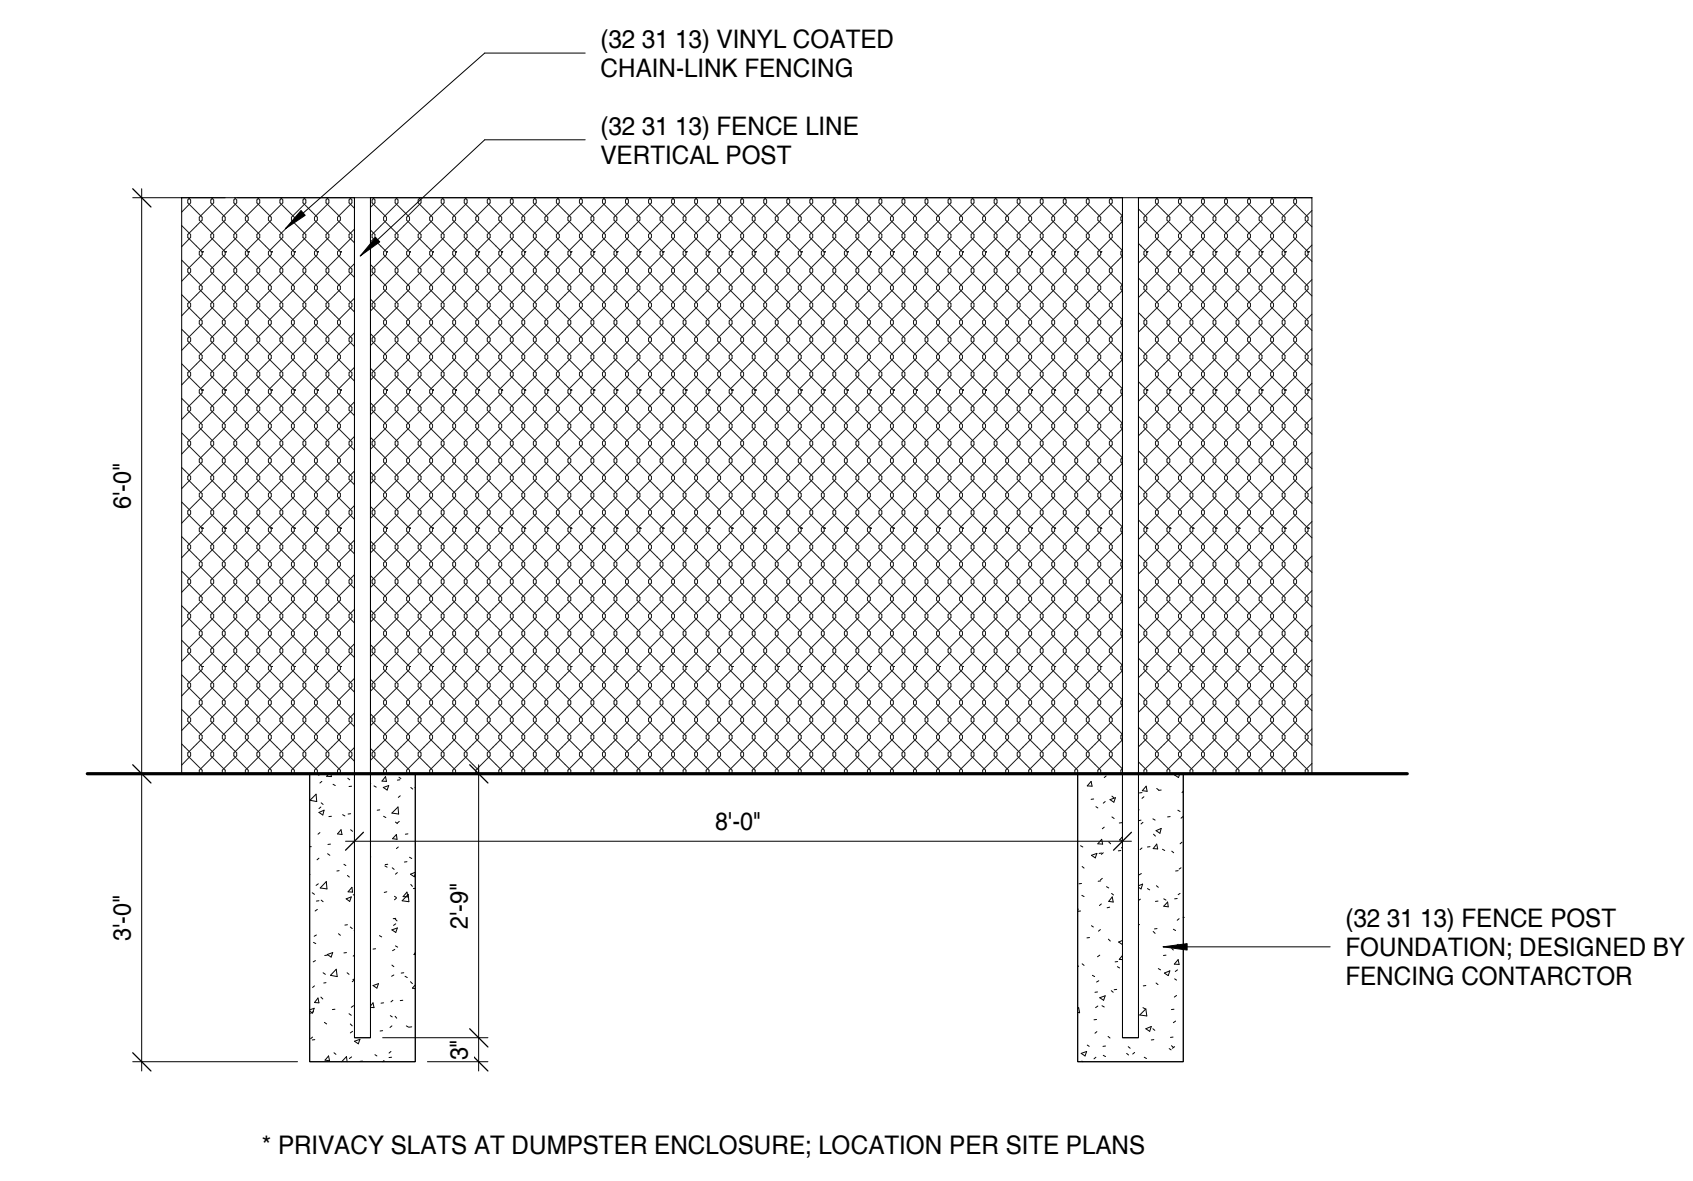 (32 31 13) VINYL COATED
CHAIN-LINK FENCING
(32 31 13) FENCE LINE
VERTICAL POST
6'-0"
8'-0"
3'-0"
2'-9"
3"
(32 31 13) FENCE POST
FOUNDATION; DESIGNED BY
FENCING CONTARCTOR
* PRIVACY SLATS AT DUMPSTER ENCLOSURE; LOCATION PER SITE PLANS